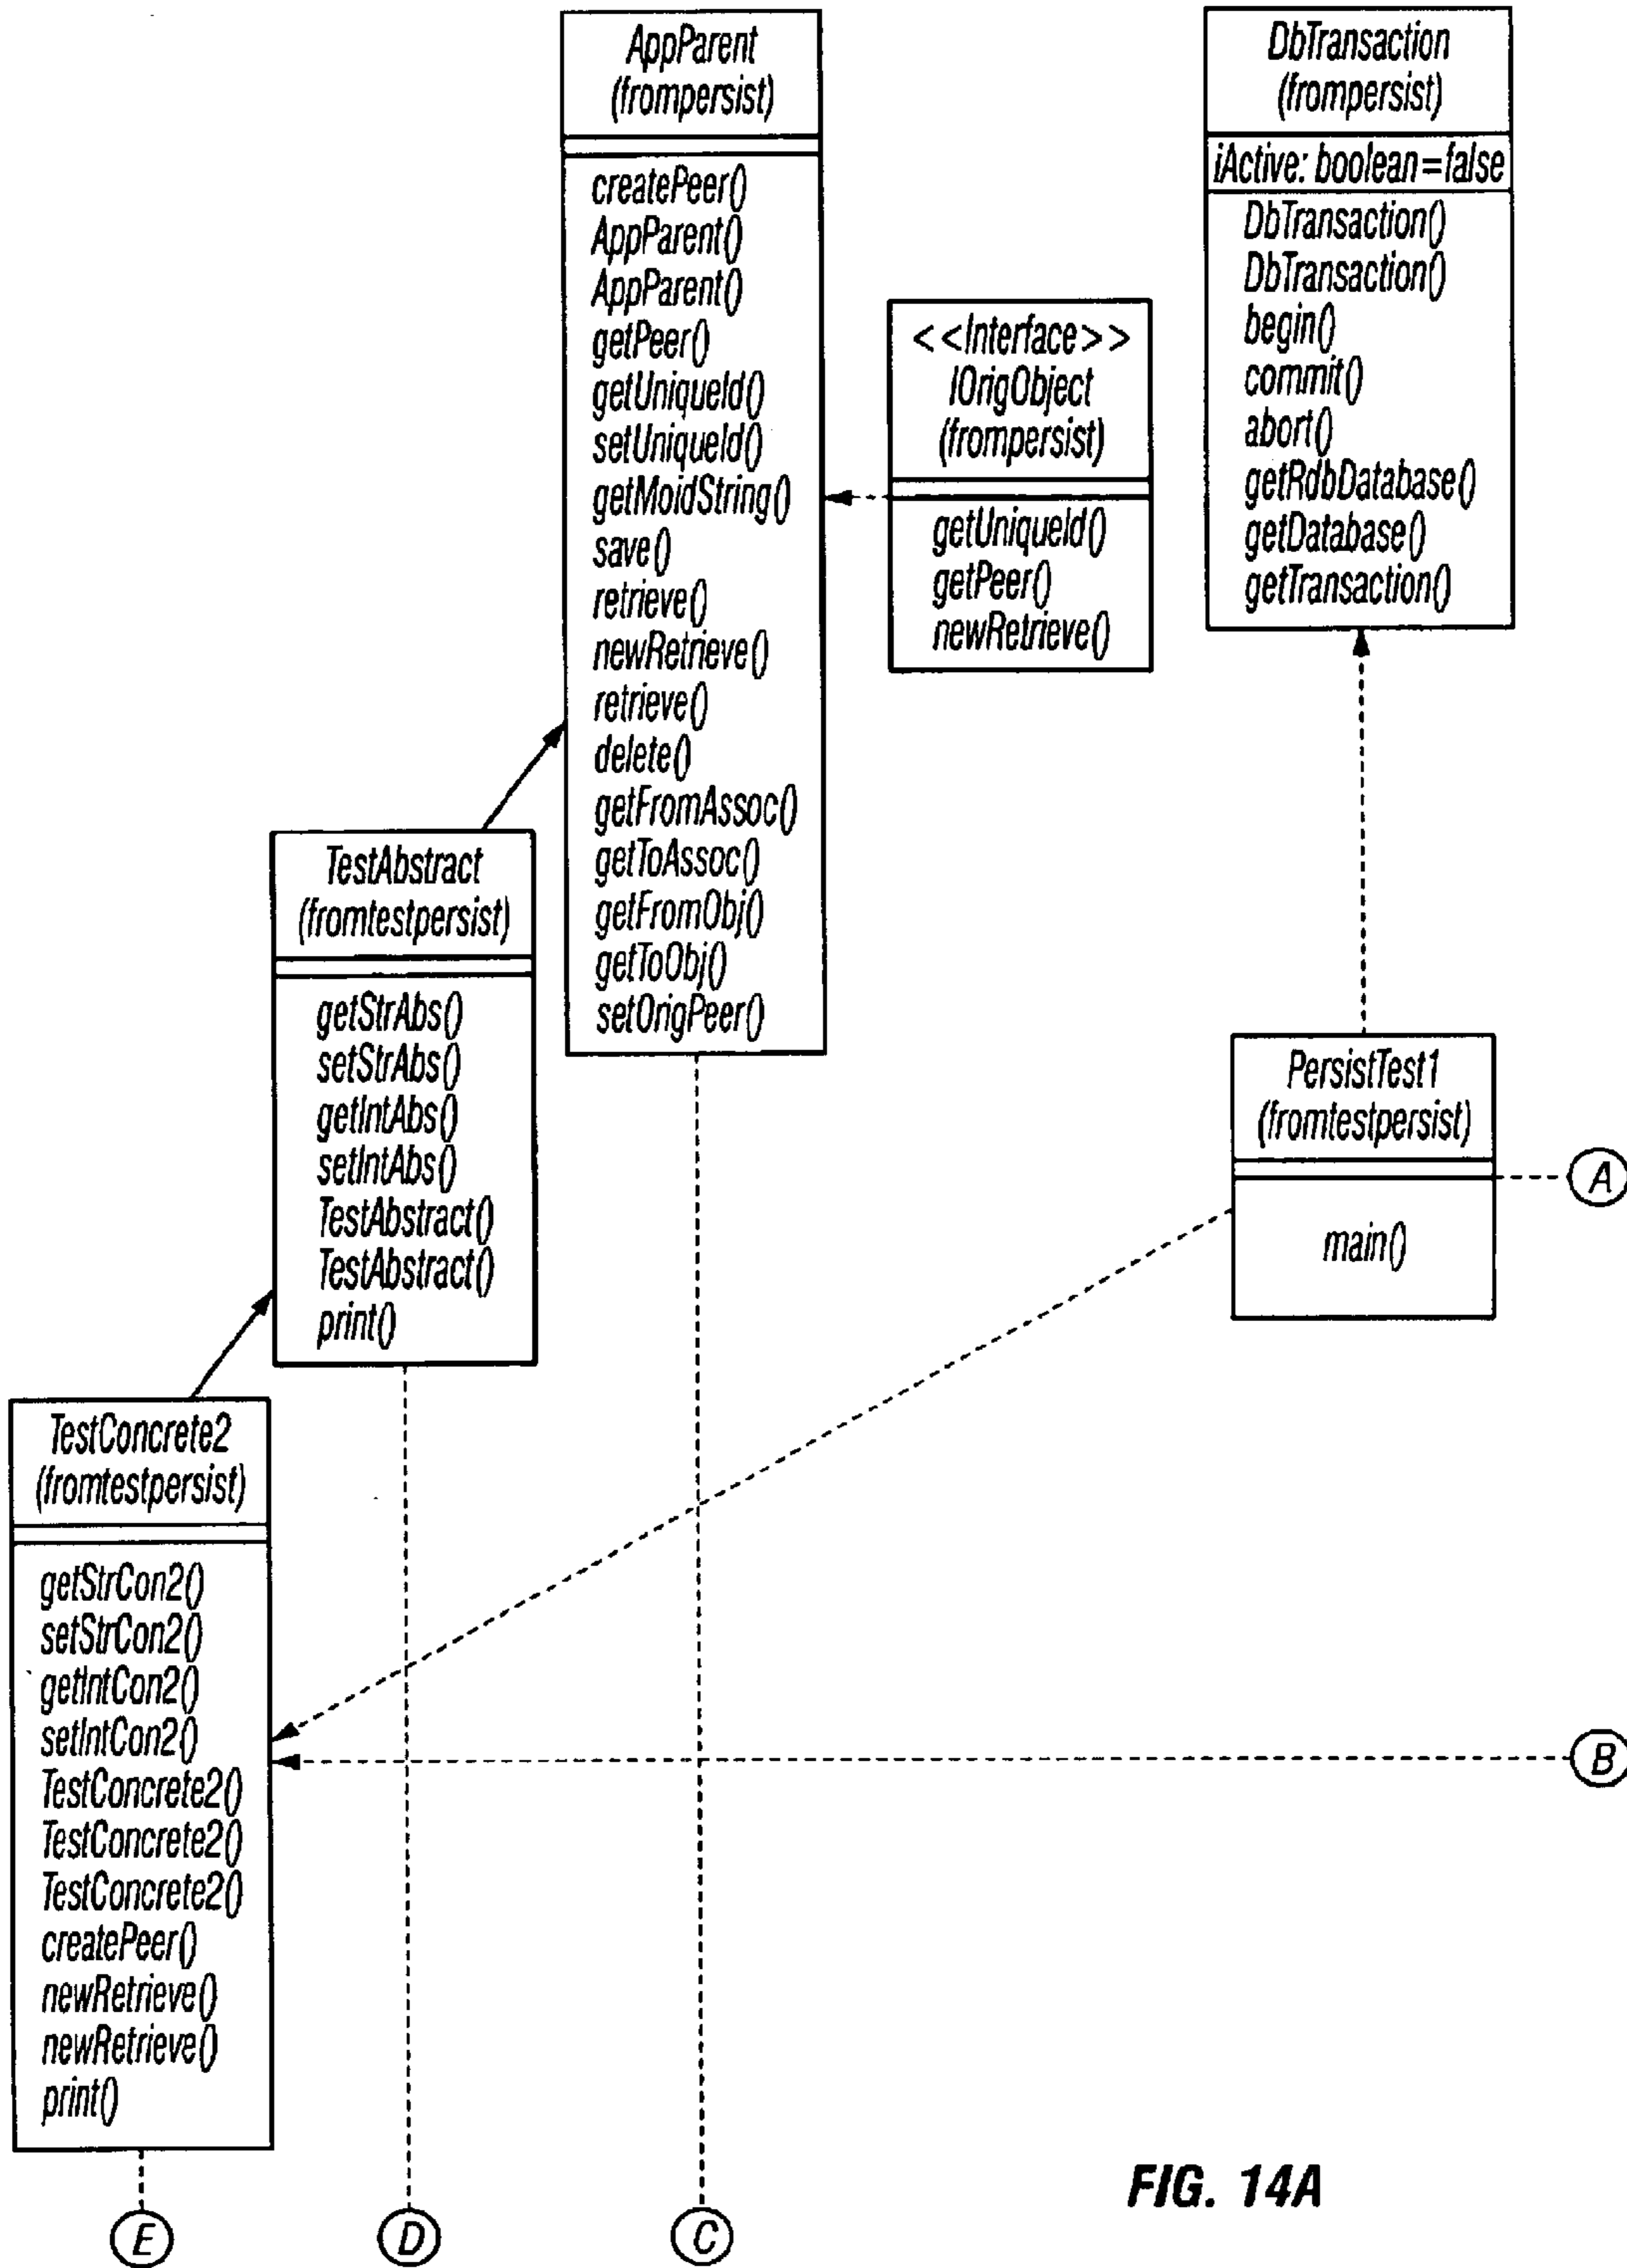 AppParent
(frompersist)
createPeer()
AppParent()
AppParent()
getPeer()
getUniqueId()
setUniqueId()
getMoidString()
save()
retrieve()
newRetrieve()
retrieve()
delete()
getFromAssoc()
getToAssoc()
getFromObj()
getToObj()
setOrigPeer()
<<Interface>>
IOrigObject
(frompersist)
getUniqueId()
getPeer()
newRetrieve()
DbTransaction
(frompersist)
iActive: boolean=false
DbTransaction()
DbTransaction()
begin()
commit()
abort()
getRdbDatabase()
getDatabase()
getTransaction()
TestAbstract
(fromtestpersist)
getStrAbs()
setStrAbs()
getIntAbs()
setIntAbs()
TestAbstract()
TestAbstract()
print()
PersistTest1
(fromtestpersist)
main()
A
TestConcrete2
(fromtestpersist)
getStrCon2()
setStrCon2()
getIntCon2()
setIntCon2()
TestConcrete2()
TestConcrete2()
TestConcrete2()
createPeer()
newRetrieve()
newRetrieve()
print()
B
E
D
C
FIG. 14A